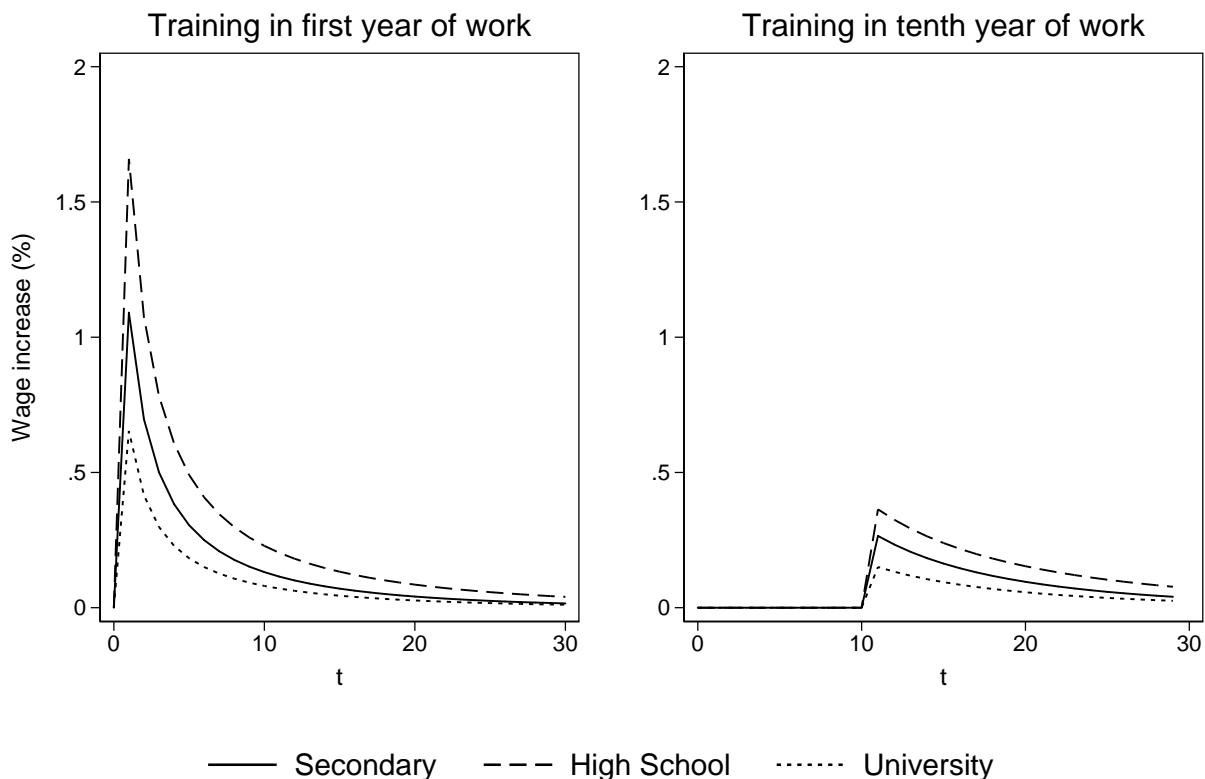 Training in first year of work
Training in tenth year of work
Wage increase (%)
2
1.5
1
.5
0
0 10 20 30
t
2
1.5
1
.5
0
0 10 20 30
t
Secondary High School University